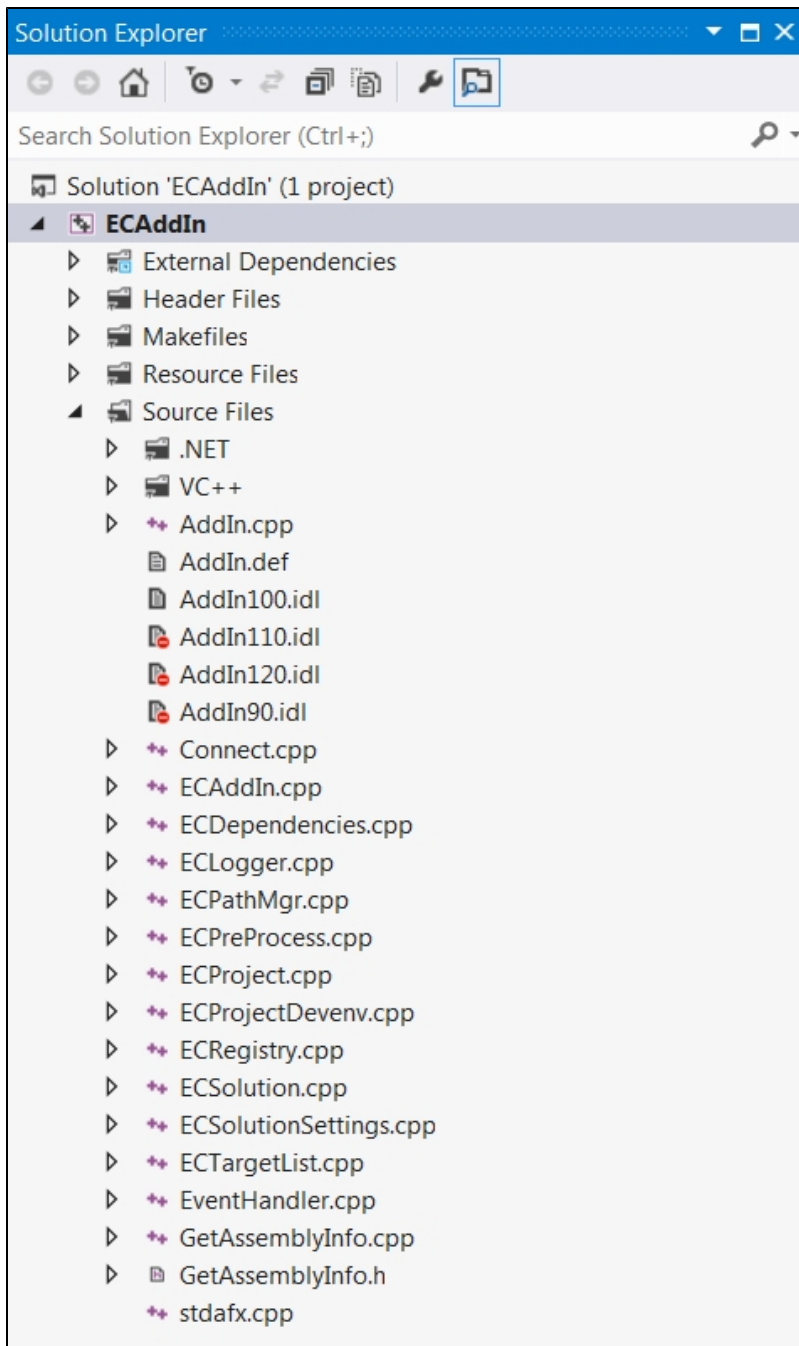 Solution Explorer
Search Solution Explorer (Ctrl+;)
Solution 'ECAddIn' (1 project)
ECAddIn
External Dependencies
Header Files
Makefiles
Resource Files
Source Files
.NET
VC++
AddIn.cpp
AddIn.def
AddIn100.idl
AddIn110.idl
AddIn120.idl
AddIn90.idl
Connect.cpp
ECAddIn.cpp
ECDependencies.cpp
ECLogger.cpp
ECPathMgr.cpp
ECPreProcess.cpp
ECProject.cpp
ECProjectDevenv.cpp
ECRegistry.cpp
ECSolution.cpp
ECSolutionSettings.cpp
ECTargetList.cpp
EventHandler.cpp
GetAssemblyInfo.cpp
GetAssemblyInfo.h
stdafx.cpp